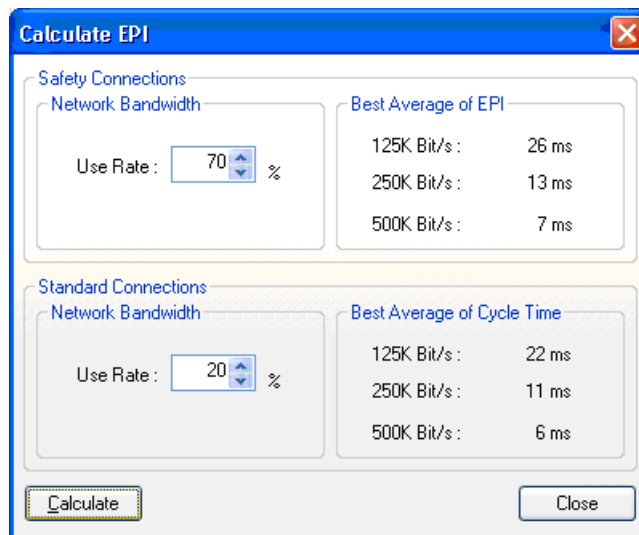 Calculate EPI
Safety Connections
Network Bandwidth
Use Rate : 70 %
Best Average of EPI
125K Bit/s : 26 ms
250K Bit/s : 13 ms
500K Bit/s : 7 ms
Standard Connections
Network Bandwidth
Use Rate : 20 %
Best Average of Cycle Time
125K Bit/s : 22 ms
250K Bit/s : 11 ms
500K Bit/s : 6 ms
Calculate
Close